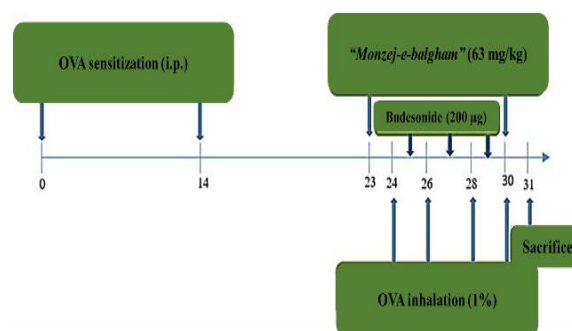 OVA sensitization (i.p.)
"Monzej-e-balgham" (63 mg/kg)
Budesonide (200 µg)
0
14
23
24
26
28
30
31
Sacrifice
OVA inhalation (1%)